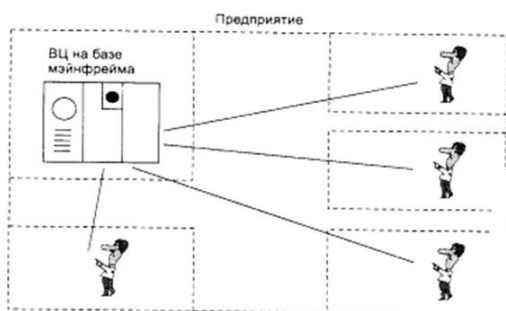 Предприятие
ВЦ на базе
мэйнфрейма